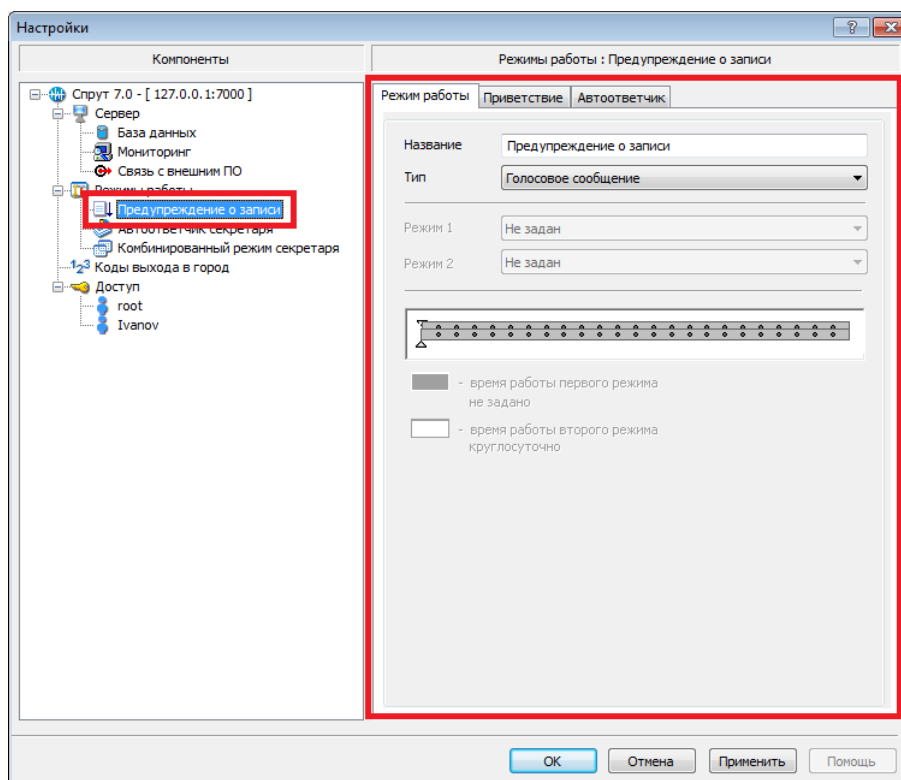 Настройки
Компоненты
Режимы работы : Предупреждение о записи
Спрут 7.0 - [ 127.0.0.1:7000 ]
Сервер
База данных
Мониторинг
Связь с внешним ПО
Режимы работы
Предупреждение о записи
Автоответчик секретаря
Комбинированный режим секретаря
Коды выхода в город
Доступ
root
Ivanov
Режим работы Приветствие Автоответчик
Название Предупреждение о записи
Тип Голосовое сообщение
Режим 1 Не задан
Режим 2 Не задан
- время работы первого режима
не задано
- время работы второго режима
круглосуточно
ОК Отмена Применить Помощь